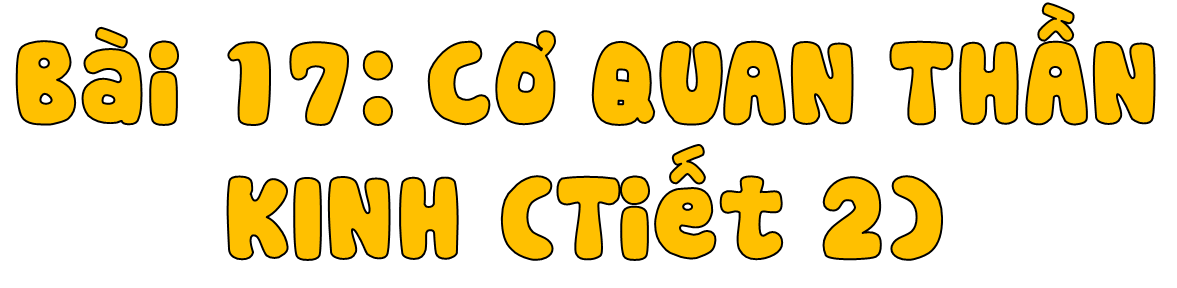 Bài 17: CƠ QUAN THẦN
KINH (Tiết 2)